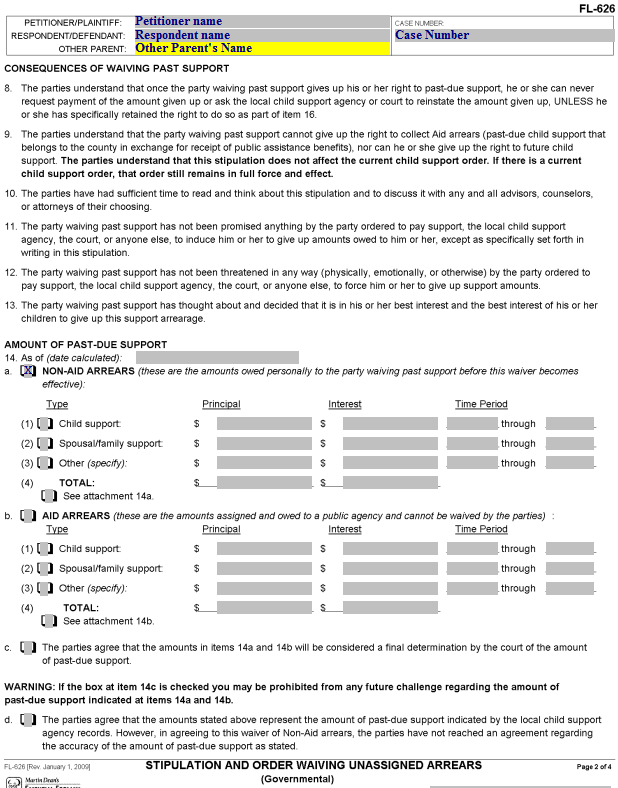 FL-626
PETITIONER/PLAINTIFF: Petitioner name
CASE NUMBER:
RESPONDENT/DEFENDANT: Respondent name
Case Number
OTHER PARENT: Other Parent's Name
CONSEQUENCES OF WAIVING PAST SUPPORT
8. The parties understand that once the party waiving past support gives up his or her right to past-due support, he or she can never
request payment of the amount given up or ask the local child support agency or court to reinstate the amount given up, UNLESS he
or she has specifically retained the right to do so as part of item 16.
9. The parties understand that the party waiving past support cannot give up the right to collect Aid arrears (past-due child support that
belongs to the county in exchange for receipt of public assistance benefits), nor can he or she give up the right to future child
support. The parties understand that this stipulation does not affect the current child support order. If there is a current
child support order, that order still remains in full force and effect.
10. The parties have had sufficient time to read and think about this stipulation and to discuss it with any and all advisors, counselors,
or attorneys of their choosing.
11. The party waiving past support has not been promised anything by the party ordered to pay support, the local child support
agency, the court, or anyone else, to induce him or her to give up amounts owed to him or her, except as specifically set forth in
writing in this stipulation.
12. The party waiving past support has not been threatened in any way (physically, emotionally, or otherwise) by the party ordered to
pay support, the local child support agency, the court, or anyone else, to force him or her to give up support amounts.
13. The party waiving past support has thought about and decided that it is in his or her best interest and the best interest of his or her
children to give up this support arrearage.
AMOUNT OF PAST-DUE SUPPORT
14. As of (date calculated):
a. X NON-AID ARREARS (these are the amounts owed personally to the party waiving past support before this waiver becomes
effective):
Type Principal Interest Time Period
(1) Child support: $ $ through
(2) Spousal/family support: $ $ through
(3) Other (specify): $ $ through
(4) TOTAL: $ $
See attachment 14a.
b. AID ARREARS (these are the amounts assigned and owed to a public agency and cannot be waived by the parties) :
Type Principal Interest Time Period
(1) Child support: $ $ through
(2) Spousal/family support: $ $ through
(3) Other (specify): $ $ through
(4) TOTAL: $ $
See attachment 14b.
c. The parties agree that the amounts in items 14a and 14b will be considered a final determination by the court of the amount
of past-due support.
WARNING: If the box at item 14c is checked you may be prohibited from any future challenge regarding the amount of
past-due support indicated at items 14a and 14b.
d. The parties agree that the amounts stated above represent the amount of past-due support indicated by the local child support
agency records. However, in agreeing to this waiver of Non-Aid arrears, the parties have not reached an agreement regarding
the accuracy of the amount of past-due support as stated.
FL-626 [Rev. January 1, 2009] STIPULATION AND ORDER WAIVING UNASSIGNED ARREARS Page 2 of 4
(Governmental)
Martin Dean's